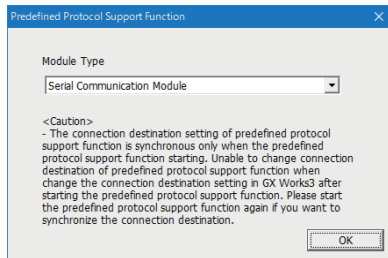 Predefined Protocol Support Function
Module Type
Serial Communication Module
<Caution>
- The connection destination setting of predefined protocol
support function is synchronous only when the predefined
protocol support function starting. Unable to change connection
destination of predefined protocol support function when
change the connection destination setting in GX Works3 after
starting the predefined protocol support function. Please start
the predefined protocol support function again if you want to
synchronize the connection destination.
OK